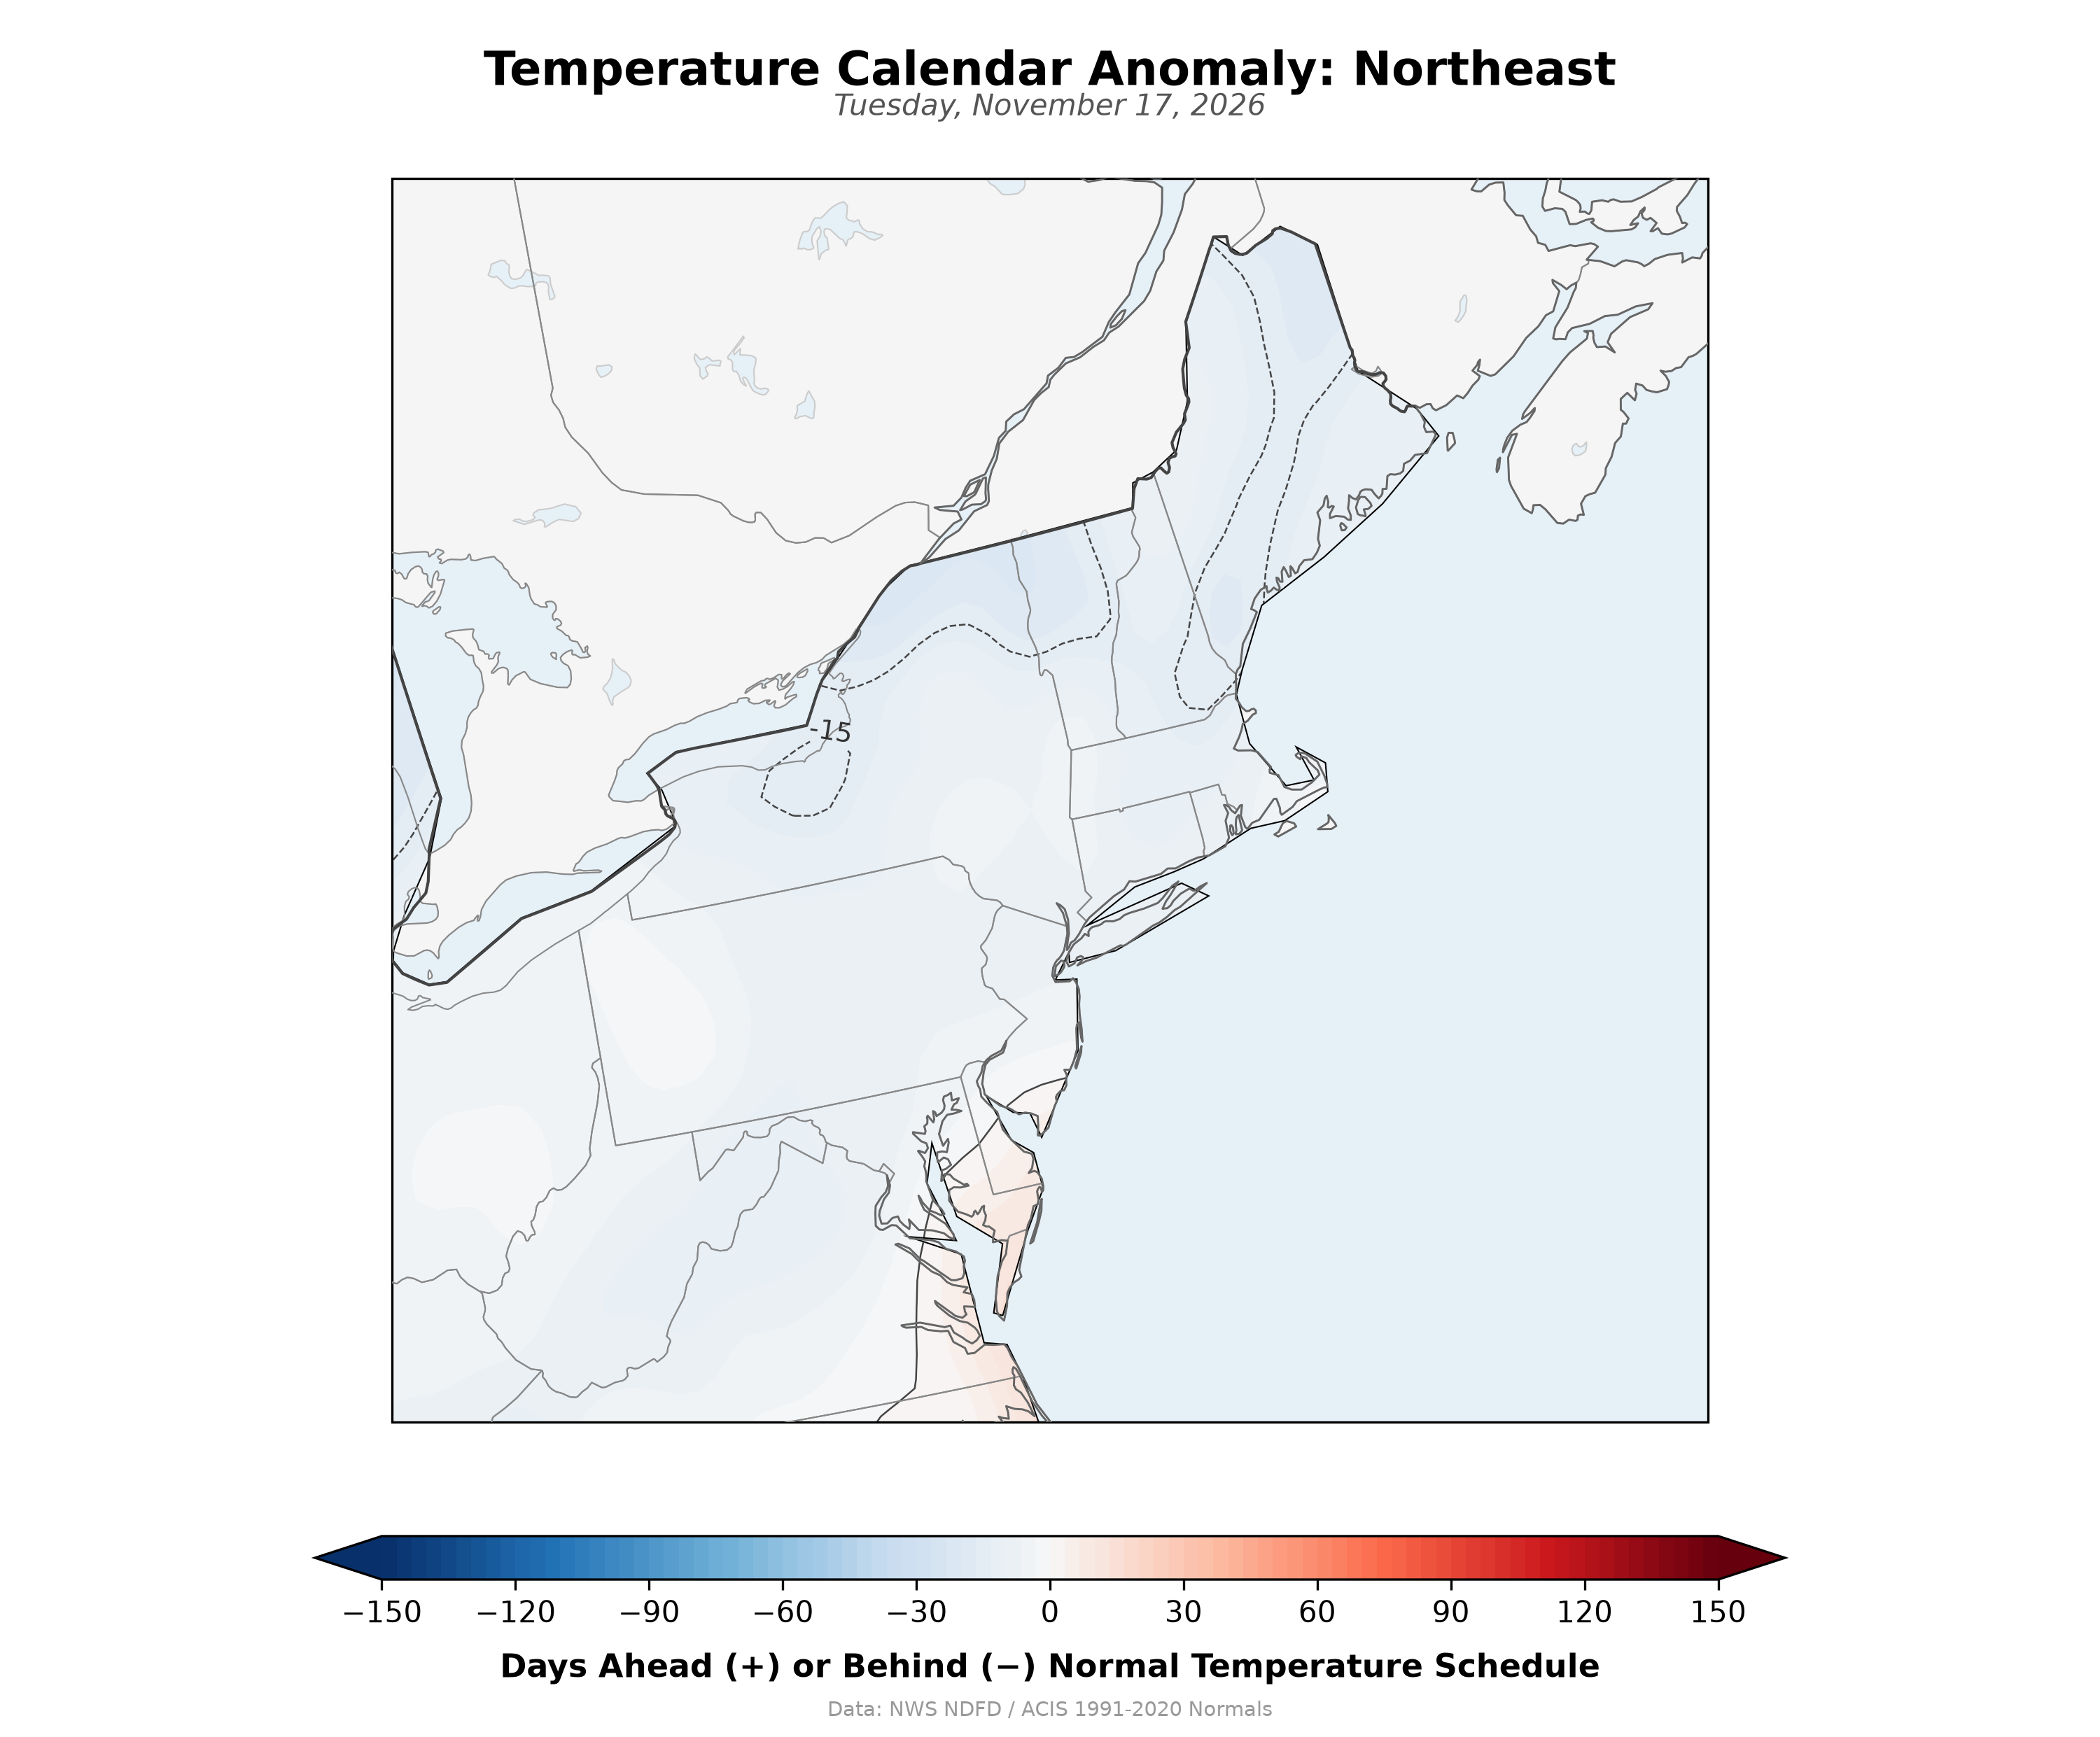 Temperature Calendar Anomaly: Northeast
Tuesday, November 17, 2026
-15
−150 −120 −90 −60 −30 0 30 60 90 120 150
Days Ahead (+) or Behind (−) Normal Temperature Schedule
Data: NWS NDFD / ACIS 1991-2020 Normals